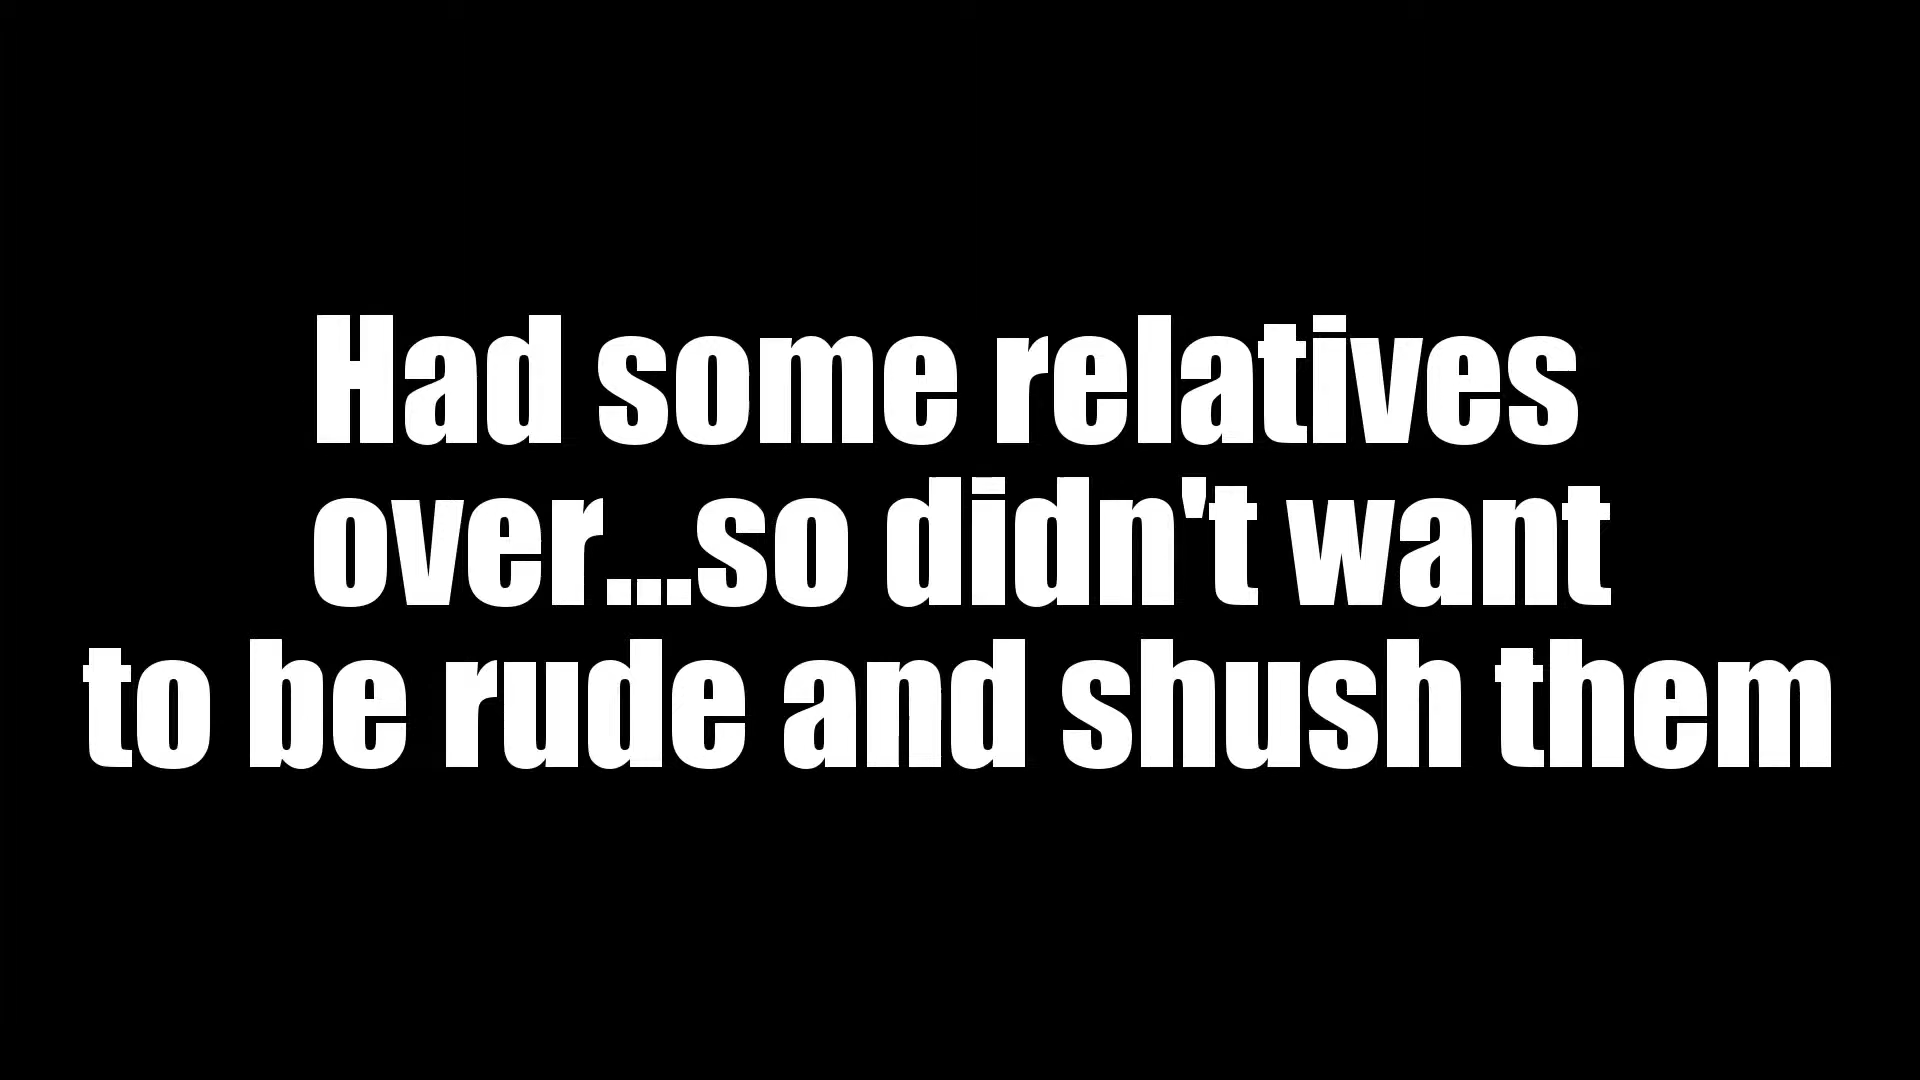 Had some relatives
over...so didn't want
to be rude and shush them